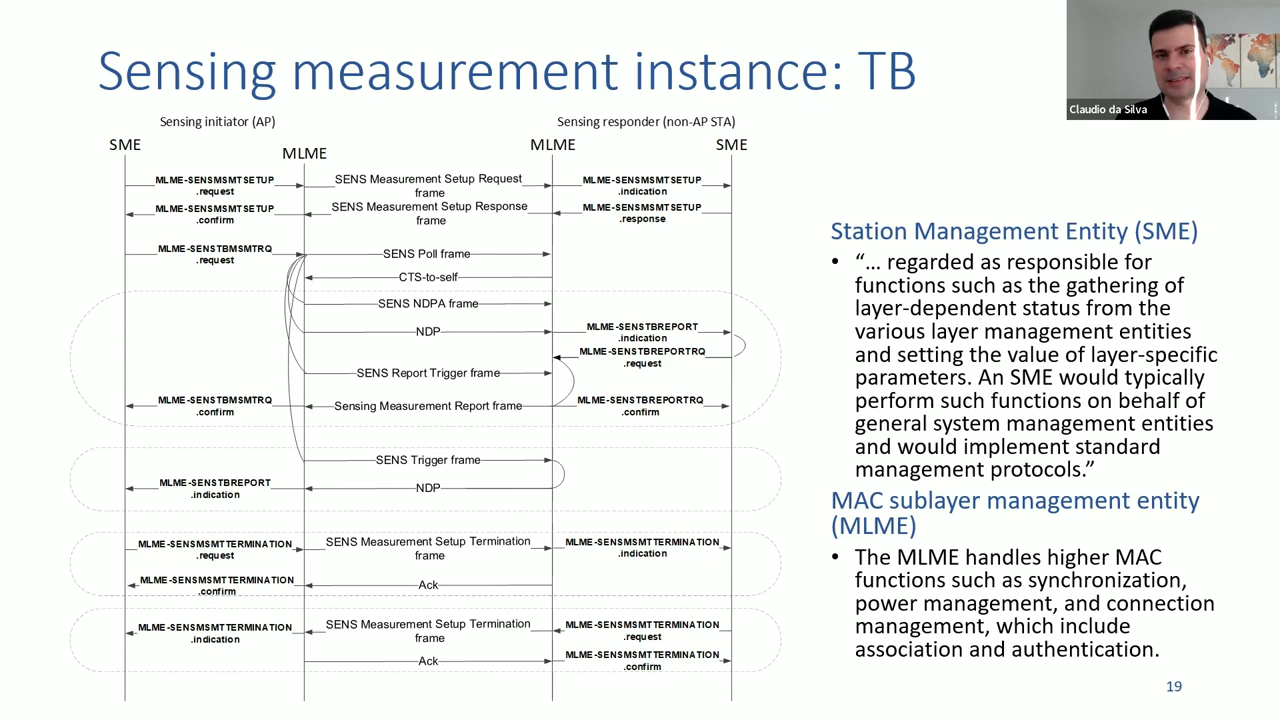 Sensing measurement instance: TB
Claudio da Silva
Sensing initiator (AP)
Sensing responder (non-AP STA)
SME
MLME
MLME
SME
MLME-SENSMSMTSETUP
.request
SENS Measurement Setup Request
frame
MLME-SENSMSMTSETUP
.indication
MLME-SENSMSMTSETUP
.confirm
SENS Measurement Setup Response
frame
MLME-SENSMSMTSETUP
.response
MLME-SENSTBMSMTRQ
.request
SENS Poll frame
CTS-to-self
SENS NDPA frame
NDP
MLME-SENSTBREPORT
.indication
MLME-SENSTBREPORTRQ
.request
SENS Report Trigger frame
MLME-SENSTBMSMTRQ
.confirm
Sensing Measurement Report frame
MLME-SENSTBREPORTRQ
.confirm
SENS Trigger frame
MLME-SENSTBREPORT
.indication
NDP
MLME-SENSMSMTTERMINATION
.request
SENS Measurement Setup Termination
frame
MLME-SENSMSMTTERMINATION
.indication
MLME-SENSMSMTTERMINATION
.confirm
Ack
MLME-SENSMSMTTERMINATION
.indication
SENS Measurement Setup Termination
frame
MLME-SENSMSMTTERMINATION
.request
Ack
MLME-SENSMSMTTERMINATION
.confirm
Station Management Entity (SME)
• “… regarded as responsible for
functions such as the gathering of
layer-dependent status from the
various layer management entities
and setting the value of layer-specific
parameters. An SME would typically
perform such functions on behalf of
general system management entities
and would implement standard
management protocols.”
MAC sublayer management entity
(MLME)
• The MLME handles higher MAC
functions such as synchronization,
power management, and connection
management, which include
association and authentication.
19